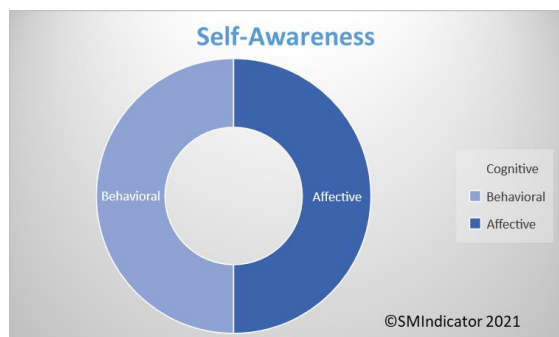 Self-Awareness
Behavioral
Affective
Cognitive
Behavioral
Affective
©SMIndicator 2021